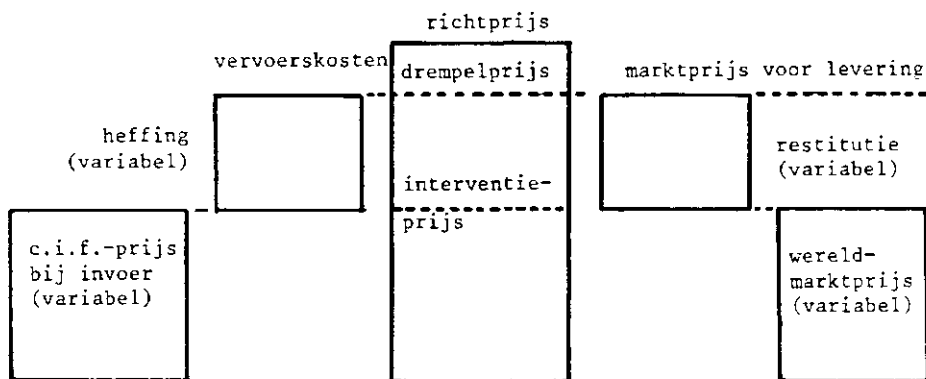 richtprijs
vervoerskosten
drempelprijs
marktprijs voor levering
heffing
(variabel)
restitutie
(variabel)
interventie-
prijs
c.i.f.-prijs
bij invoer
(variabel)
wereld-
marktprijs
(variabel)